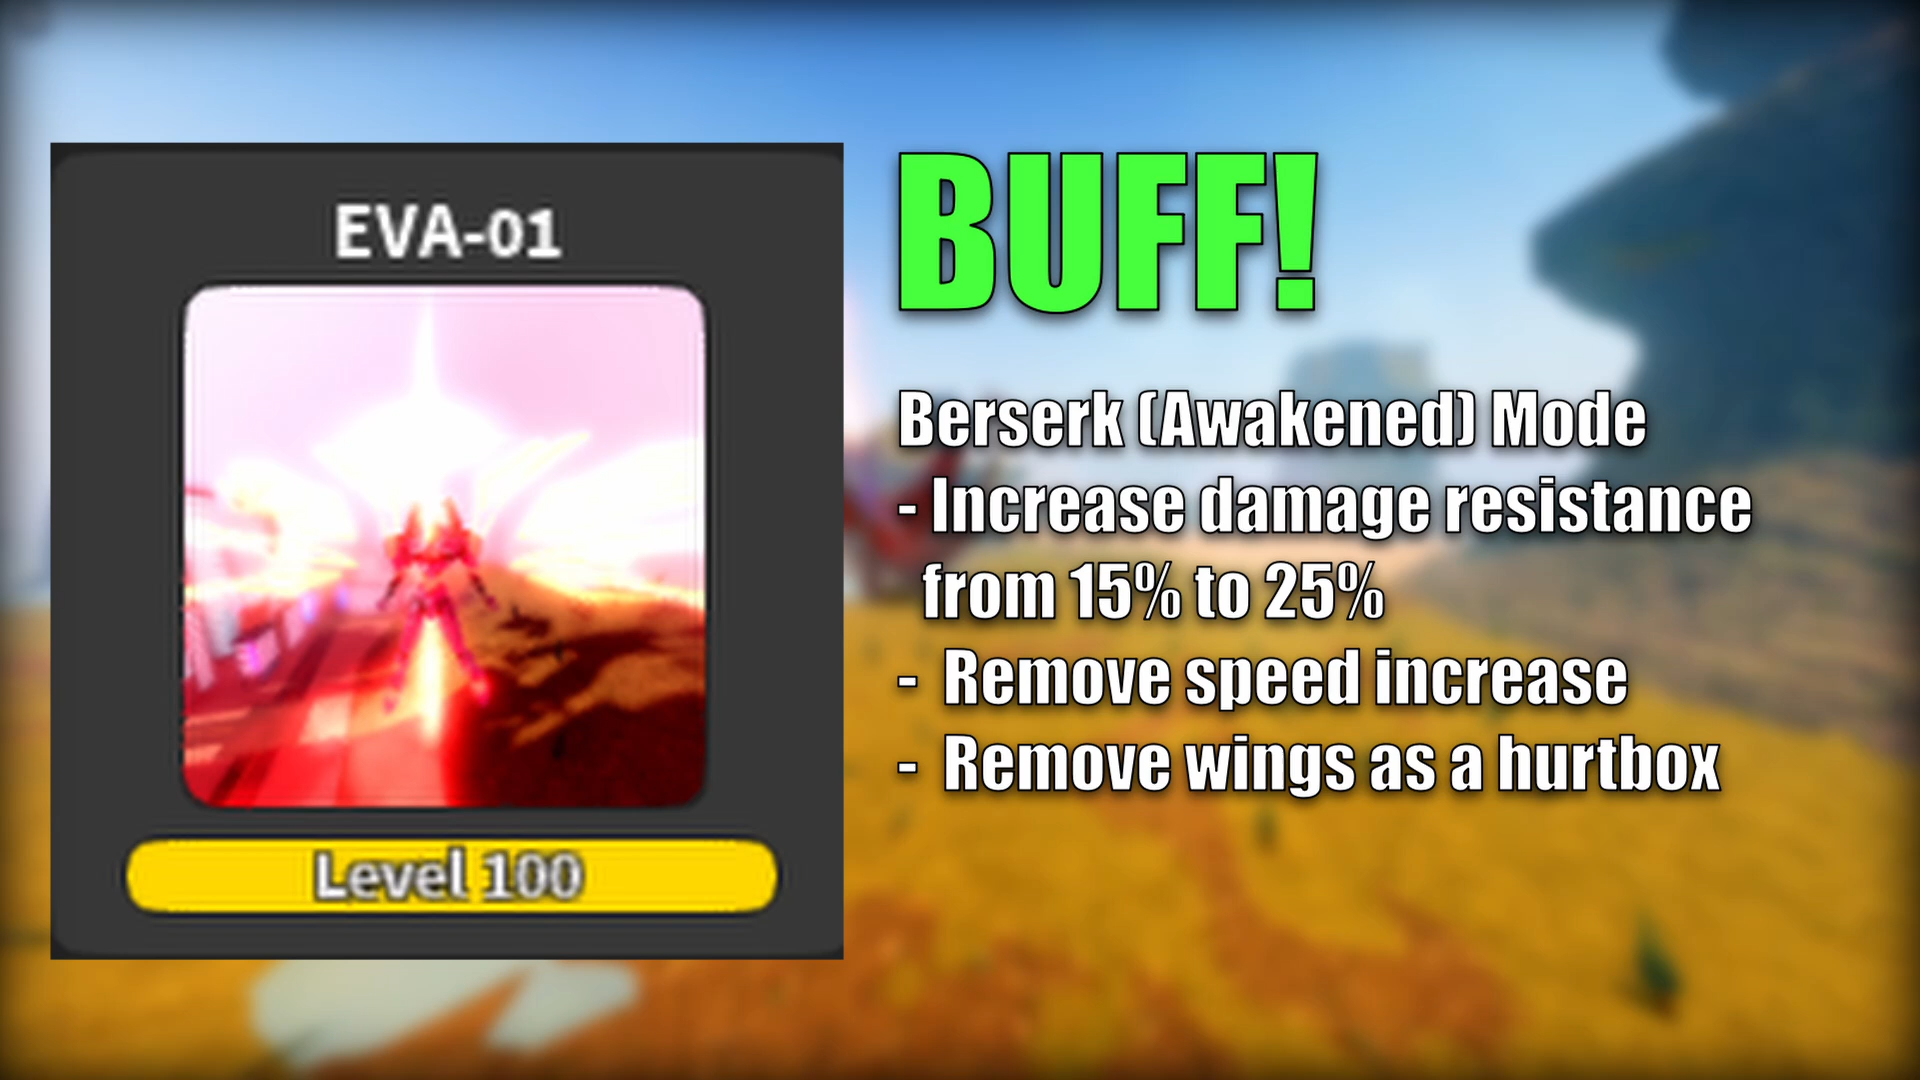 EVA-01
Level 100
BUFF!
Berserk (Awakened) Mode
- Increase damage resistance
from 15% to 25%
- Remove speed increase
- Remove wings as a hurtbox